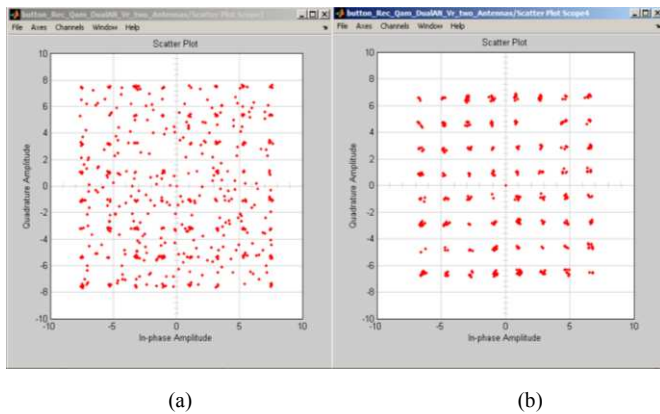 button_Rec_Qam_DualAR_Vr_two_Antennas/Scatter Plot Scope
File Axes Channels Window Help
Scatter Plot
10
8
6
4
2
0
-2
-4
-6
-8
-10
-10 -5 0 5 10
Quadrature Amplitude
In-phase Amplitude
(a)
button_Rec_Qam_DualAR_Vr_two_Antennas/Scatter Plot Scope4
File Axes Channels Window Help
Scatter Plot
10
8
6
4
2
0
-2
-4
-6
-8
-10
-10 -5 0 5 10
Quadrature Amplitude
In-phase Amplitude
(b)